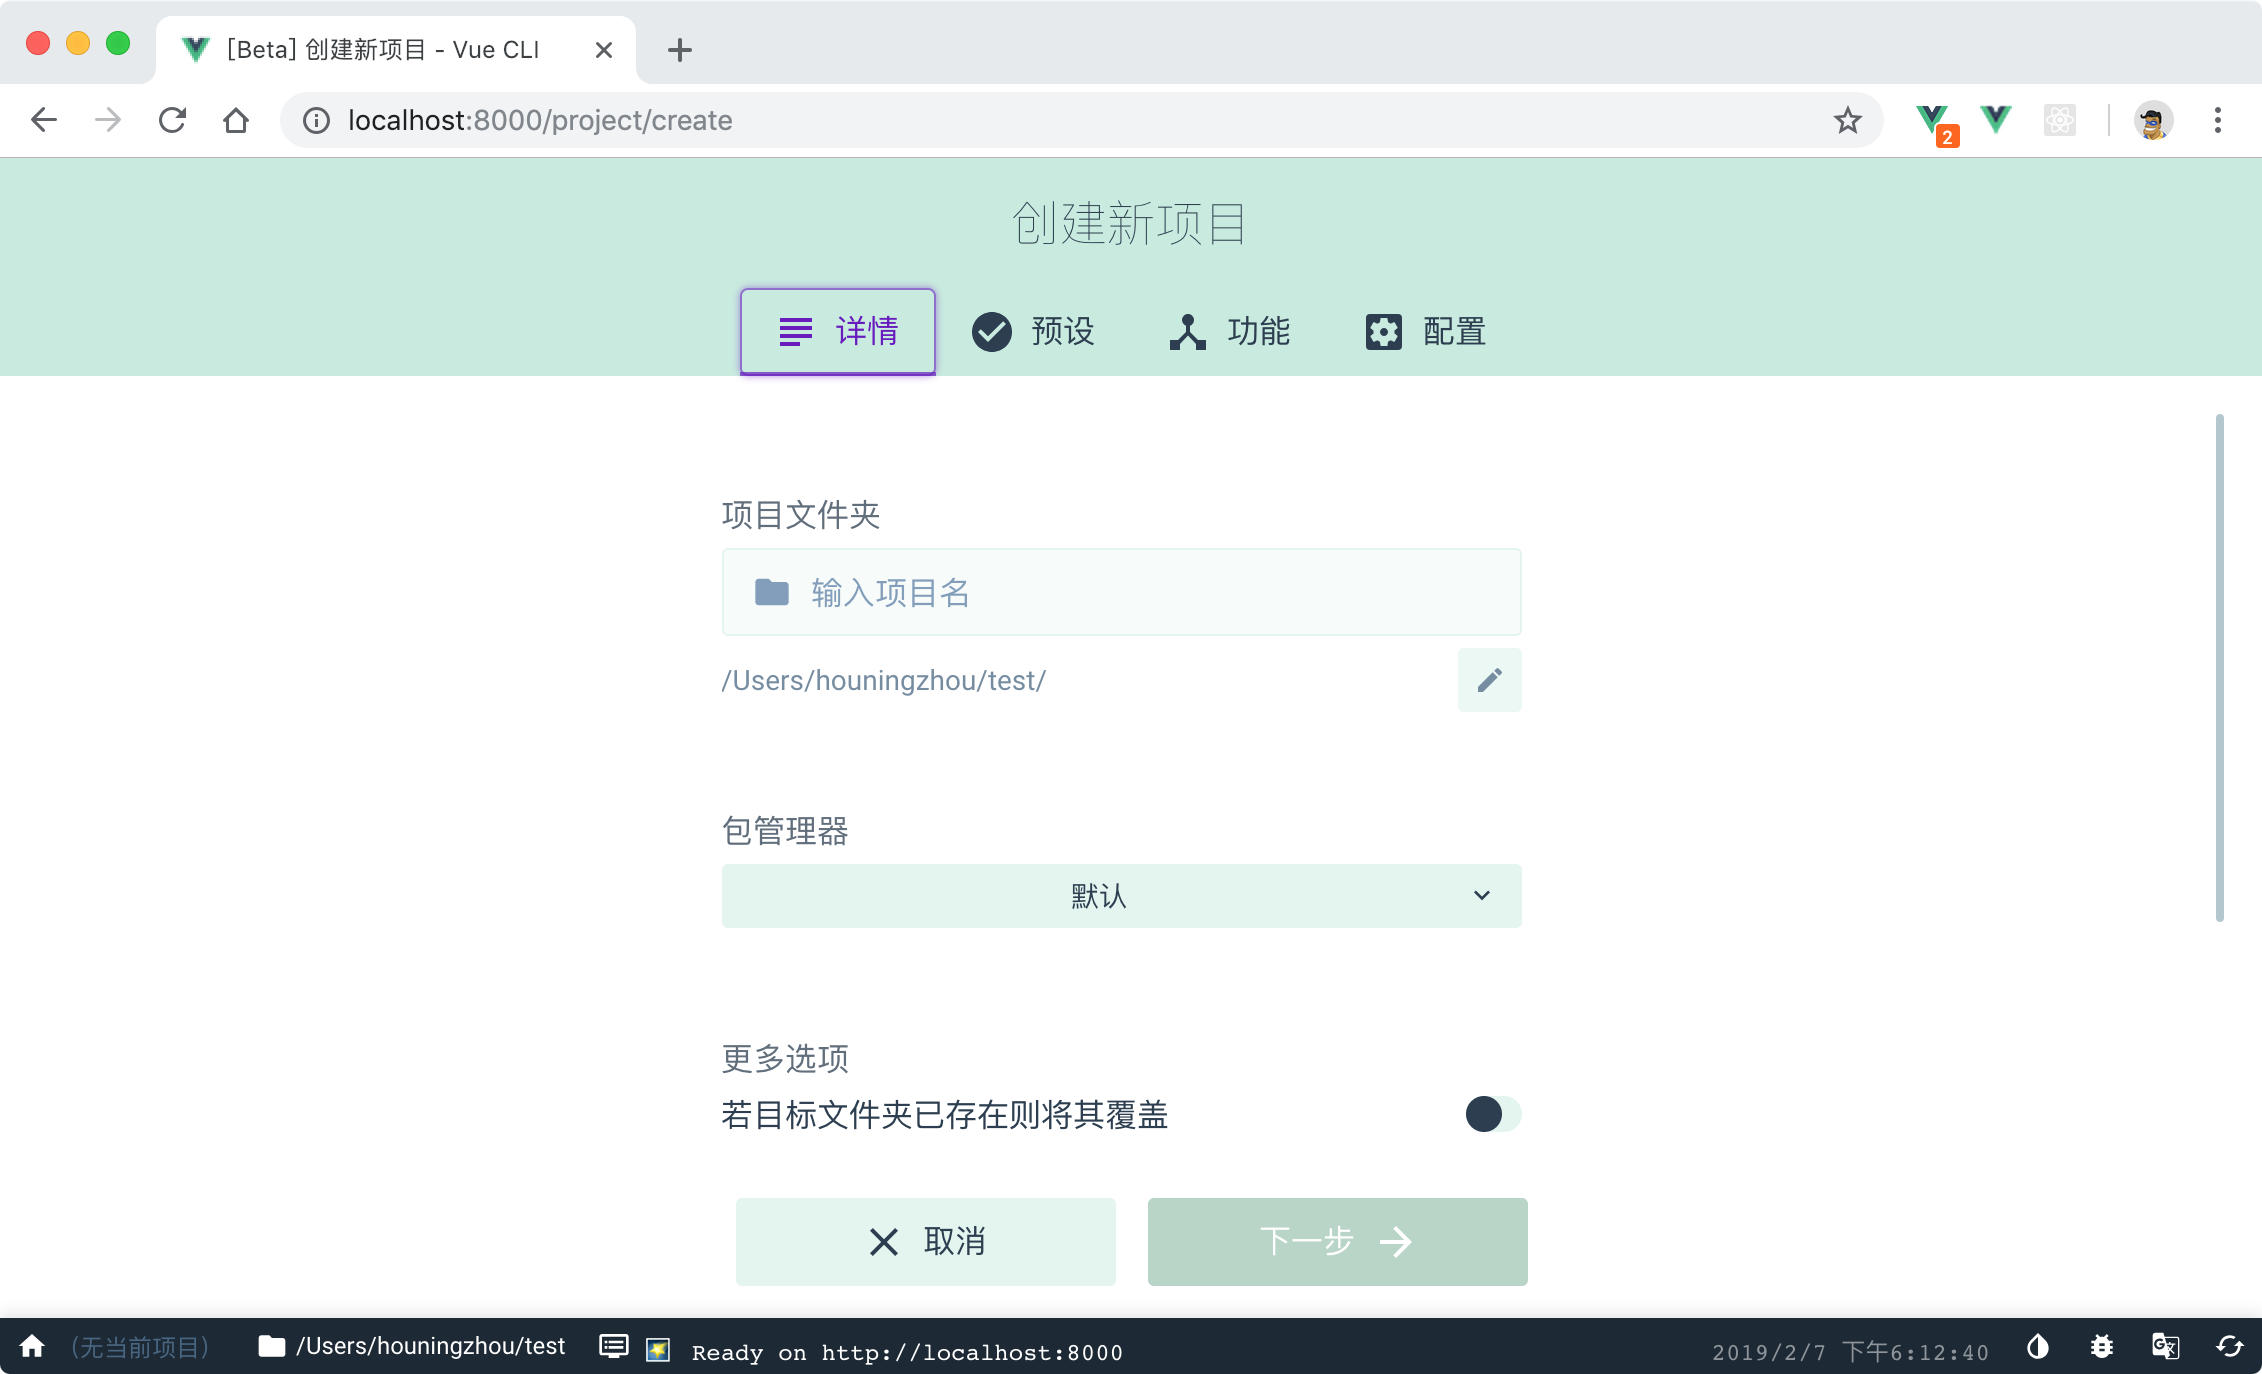 [Beta] 创建新项目 - Vue CLI
localhost:8000/project/create
2
创建新项目
详情 预设 功能 配置
项目文件夹
输入项目名
/Users/houningzhou/test/
包管理器
默认
更多选项
若目标文件夹已存在则将其覆盖
取消 下一步
(无当前项目) /Users/houningzhou/test Ready on http://localhost:8000 2019/2/7 下午6:12:40